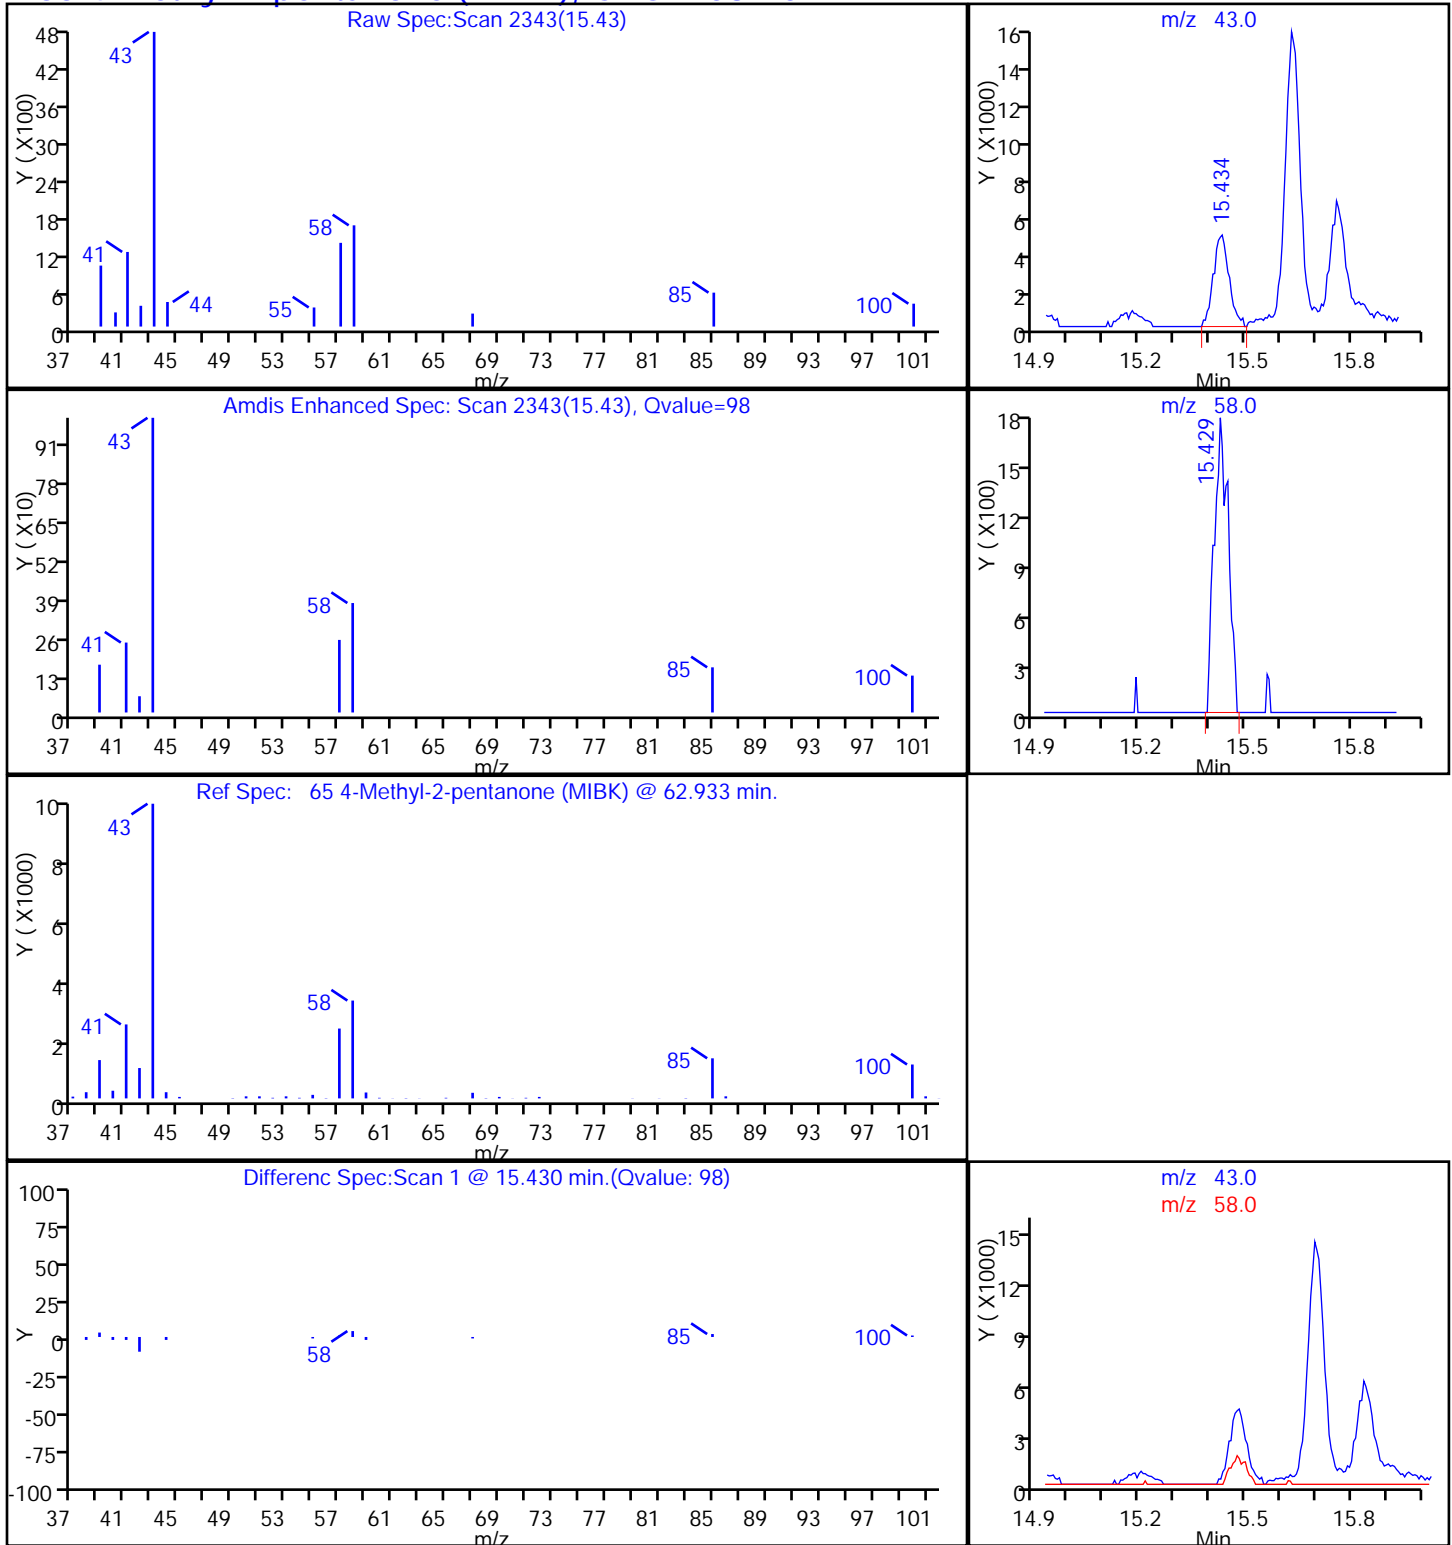 Raw Spec:Scan 2343(15.43)
Y ( X100)
48
42
36
30
24
18
12
6
0
43
41
44
55
58
85
100
37 41 45 49 53 57 61 65 69 73 77 81 85 89 93 97 101
m/z
m/z 43.0
Y ( X1000)
16
14
12
10
8
6
4
2
0
15.434
14.9 15.2 15.5 15.8
Min
Amdis Enhanced Spec: Scan 2343(15.43), Qvalue=98
Y ( X10)
91
78
65
52
39
26
13
0
43
41
58
85
100
37 41 45 49 53 57 61 65 69 73 77 81 85 89 93 97 101
m/z
m/z 58.0
Y ( X100)
18
15
12
9
6
3
0
15.429
14.9 15.2 15.5 15.8
Min
Ref Spec: 65 4-Methyl-2-pentanone (MIBK) @ 62.933 min.
Y ( X1000)
10
8
6
4
2
0
43
41
58
85
100
37 41 45 49 53 57 61 65 69 73 77 81 85 89 93 97 101
m/z
Differenc Spec:Scan 1 @ 15.430 min.(Qvalue: 98)
Y
100
75
50
25
0
-25
-50
-75
-100
58
85
100
37 41 45 49 53 57 61 65 69 73 77 81 85 89 93 97 101
m/z
m/z 43.0
m/z 58.0
Y ( X1000)
15
12
9
6
3
0
14.9 15.2 15.5 15.8
Min